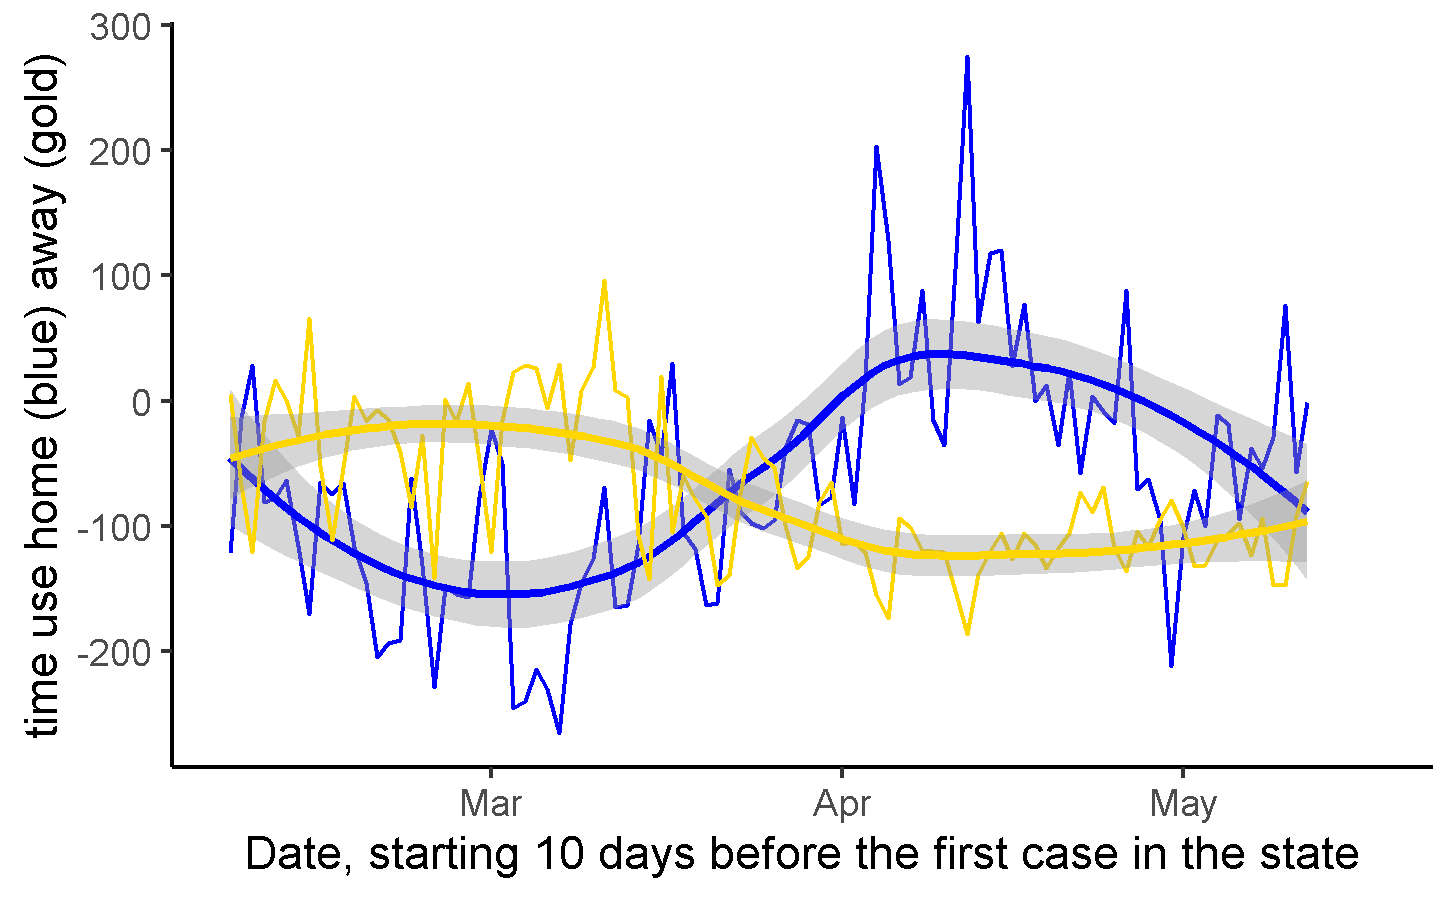 time use home (blue) away (gold)
300
200
100
0
-100
-200
Mar
Apr
May
Date, starting 10 days before the first case in the state